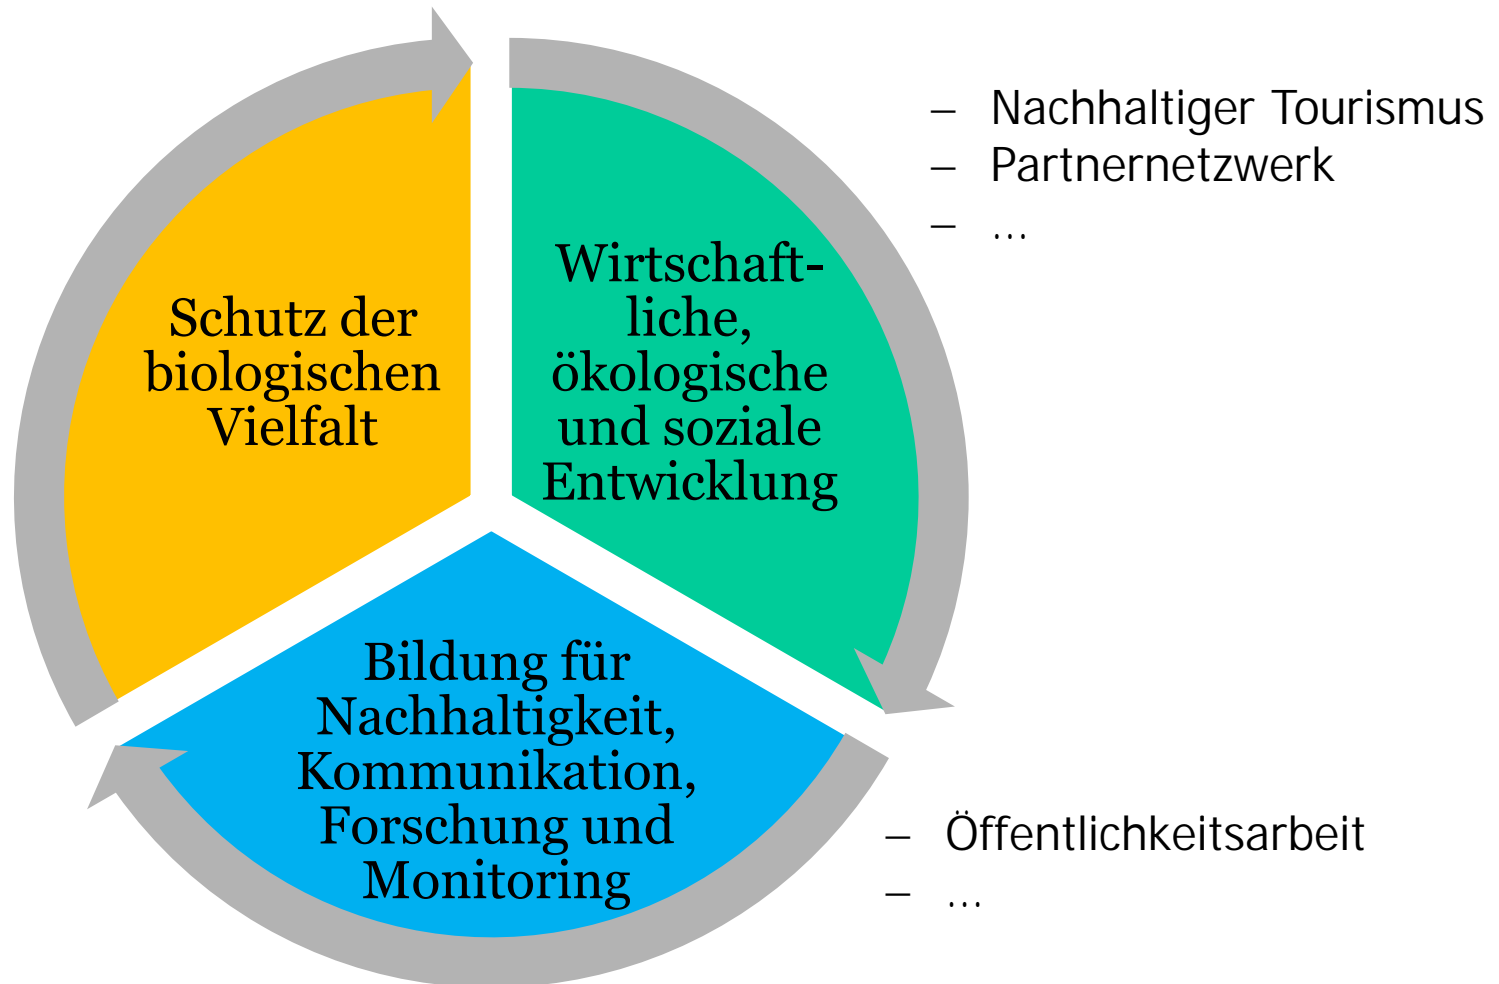 Schutz der
biologischen
Vielfalt
Wirtschaft-
liche,
ökologische
und soziale
Entwicklung
– Nachhaltiger Tourismus
– Partnernetzwerk
– ...
Bildung für
Nachhaltigkeit,
Kommunikation,
Forschung und
Monitoring
– Öffentlichkeitsarbeit
– ...